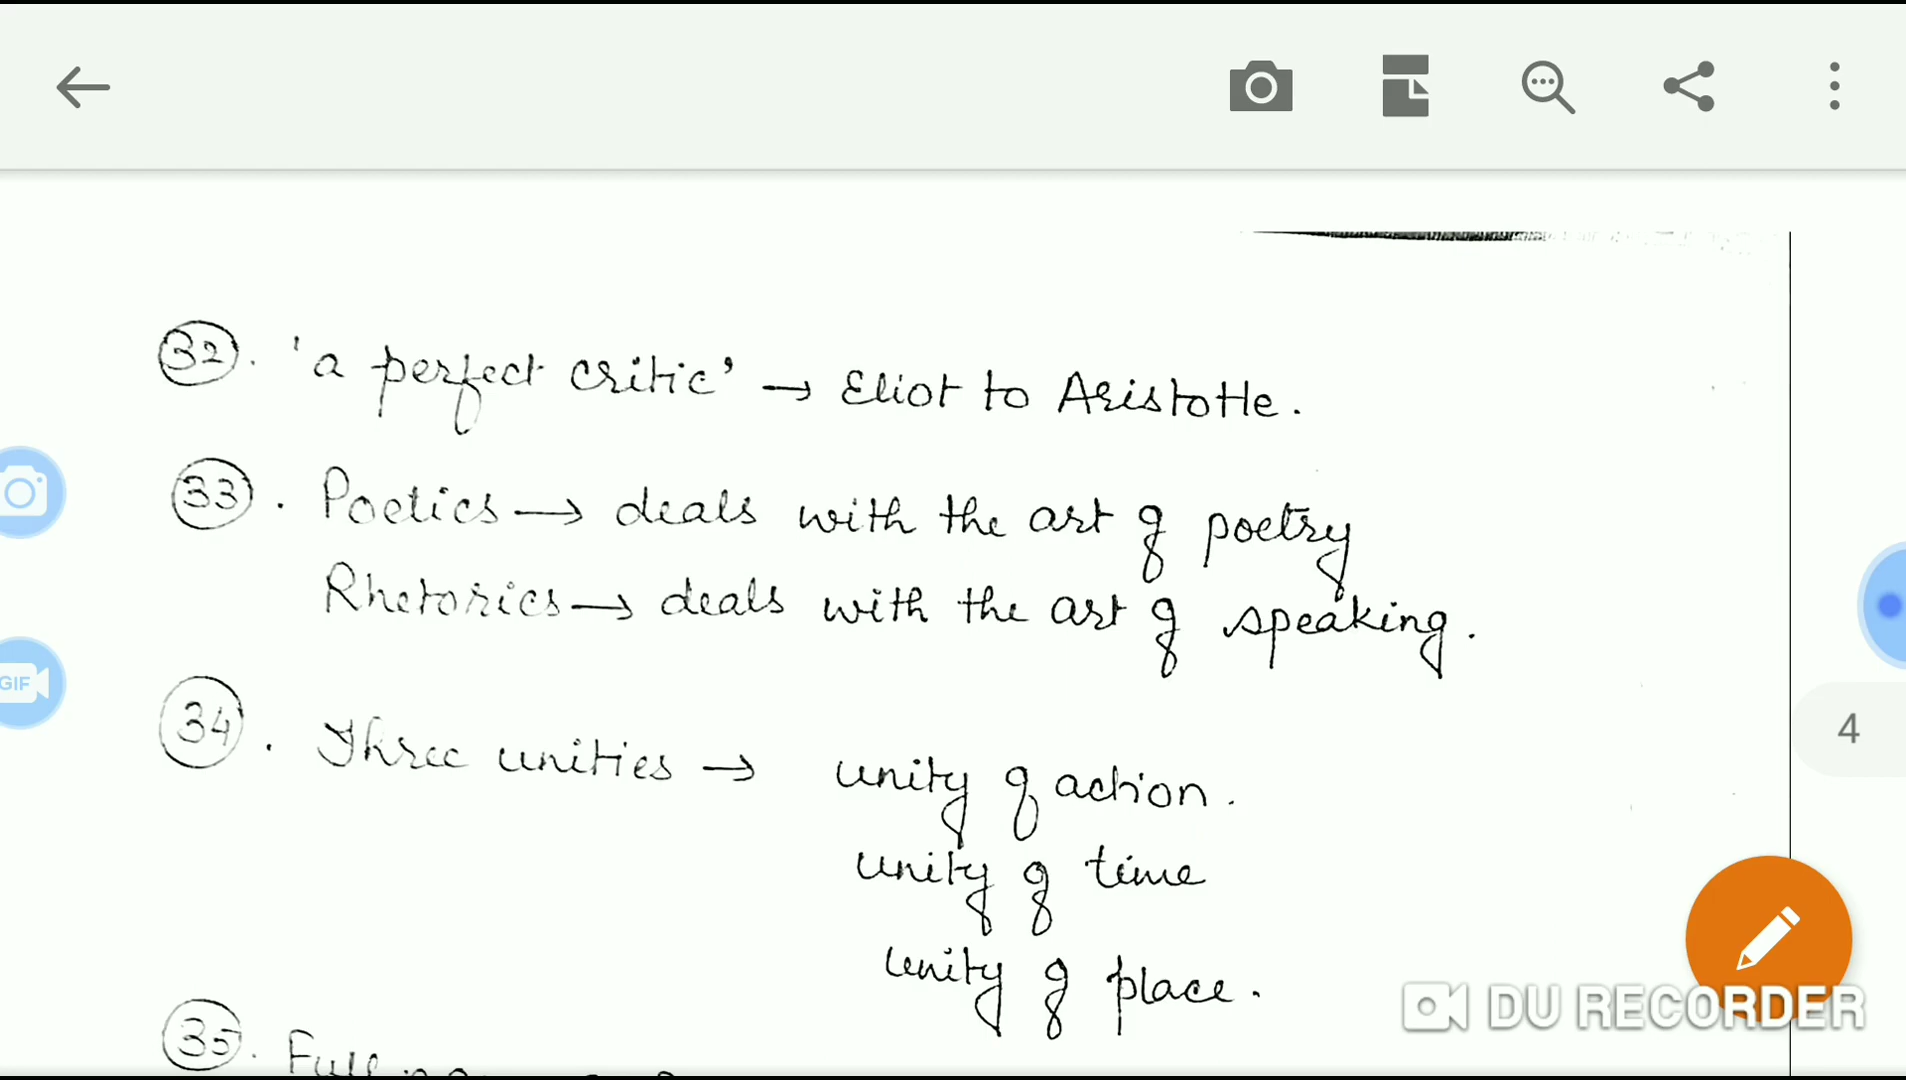 32. 'a perfect critic' → Eliot to Aristotle.
33. Poetics → deals with the art of poetry
Rhetorics → deals with the art of speaking.
34. Three unities → unity of action.
unity of time
unity of place.
35. Full
GIF
4
DU RECORDER